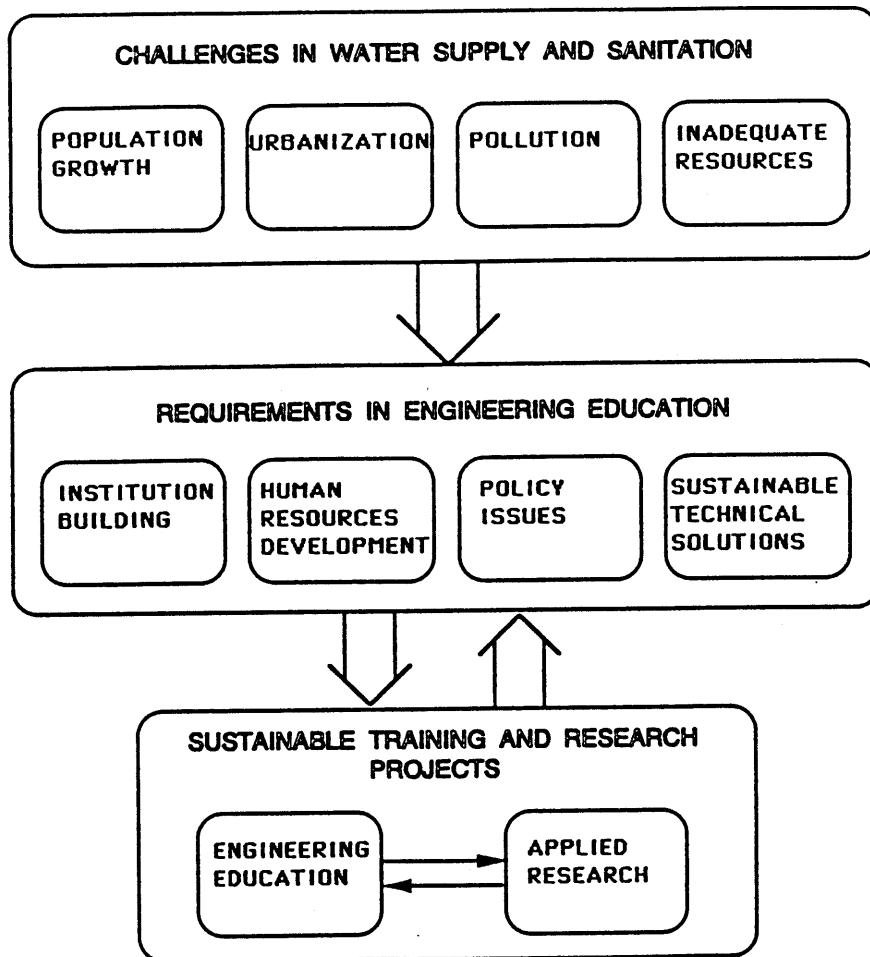 CHALLENGES IN WATER SUPPLY AND SANITATION
POPULATION
GROWTH
URBANIZATION
POLLUTION
INADEQUATE
RESOURCES
REQUIREMENTS IN ENGINEERING EDUCATION
INSTITUTION
BUILDING
HUMAN
RESOURCES
DEVELOPMENT
POLICY
ISSUES
SUSTAINABLE
TECHNICAL
SOLUTIONS
SUSTAINABLE TRAINING AND RESEARCH
PROJECTS
ENGINEERING
EDUCATION
APPLIED
RESEARCH